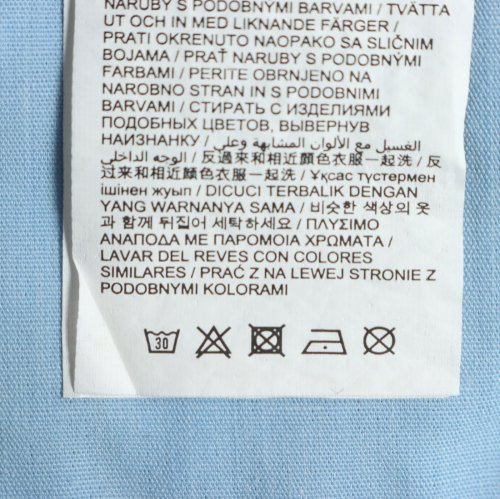 NARUBY S PODOBNÝMI BARVAMI / TVÄTTA
UT OCH IN MED LIKNANDE FÄRGER /
PRATI OKRENUTO NAOPAKO SA SLIČNIM
BOJAMA / PRAŤ NARUBY S PODOBNÝMI
FARBAMI / PERITE OBRNJENO NA
NAROBNO STRAN IN S PODOBNIMI
BARVAMI / СТИРАТЬ С ИЗДЕЛИЯМИ
ПОДОБНЫХ ЦВЕТОВ, ВЫВЕРНУВ
НАИЗНАНКУ / الغسيل مع الألوان المشابهة وعلى
الوجه الداخلي / 反過來和相近顏色衣服一起洗 / 反
过来和相近颜色衣服一起洗 / Ұқсас түстермен
ішінен жуып / DICUCI TERBALIK DENGAN
YANG WARNANYA SAMA / 비슷한 색상의 옷
과 함께 뒤집어 세탁하세요 / ΠΛΥΣΙΜΟ
ΑΝΑΠΟΔΑ ΜΕ ΠΑΡΟΜΟΙΑ ΧΡΩΜΑΤΑ /
LAVAR DEL REVES CON COLORES
SIMILARES / PRAĆ Z NA LEWEJ STRONIE Z
PODOBNYMI KOLORAMI
30